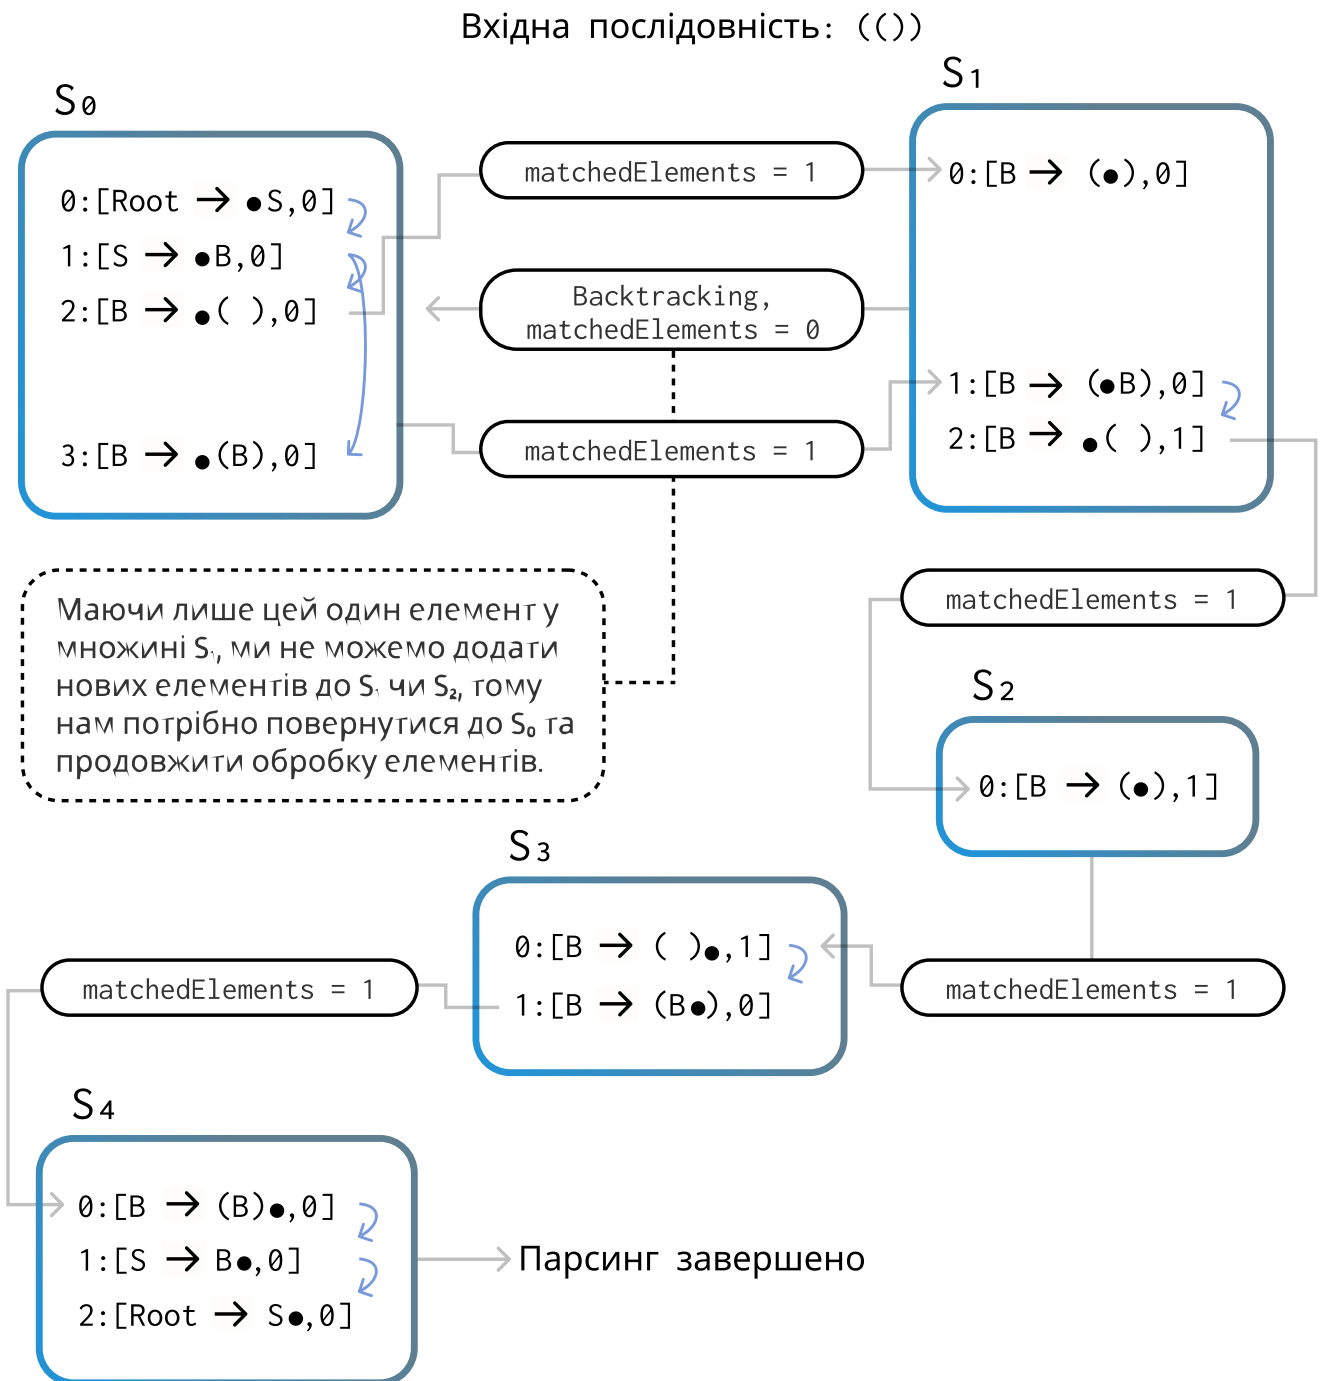 Вхідна послідовність: (())
S₀
0:[Root → •S,0]
1:[S → •B,0]
2:[B → •( ),0]
3:[B → •(B),0]
matchedElements = 1
Backtracking,
matchedElements = 0
matchedElements = 1
S₁
0:[B → (•),0]
1:[B → (•B),0]
2:[B → •( ),1]
Маючи лише цей один елемент у
множині S₁, ми не можемо додати
нових елементів до S₁ чи S₂, тому
нам потрібно повернутися до S₀ та
продовжити обробку елементів.
matchedElements = 1
S₂
0:[B → (•),1]
matchedElements = 1
S₃
0:[B → ( )•,1]
1:[B → (B•),0]
matchedElements = 1
S₄
0:[B → (B)•,0]
1:[S → B•,0]
2:[Root → S•,0]
Парсинг завершено